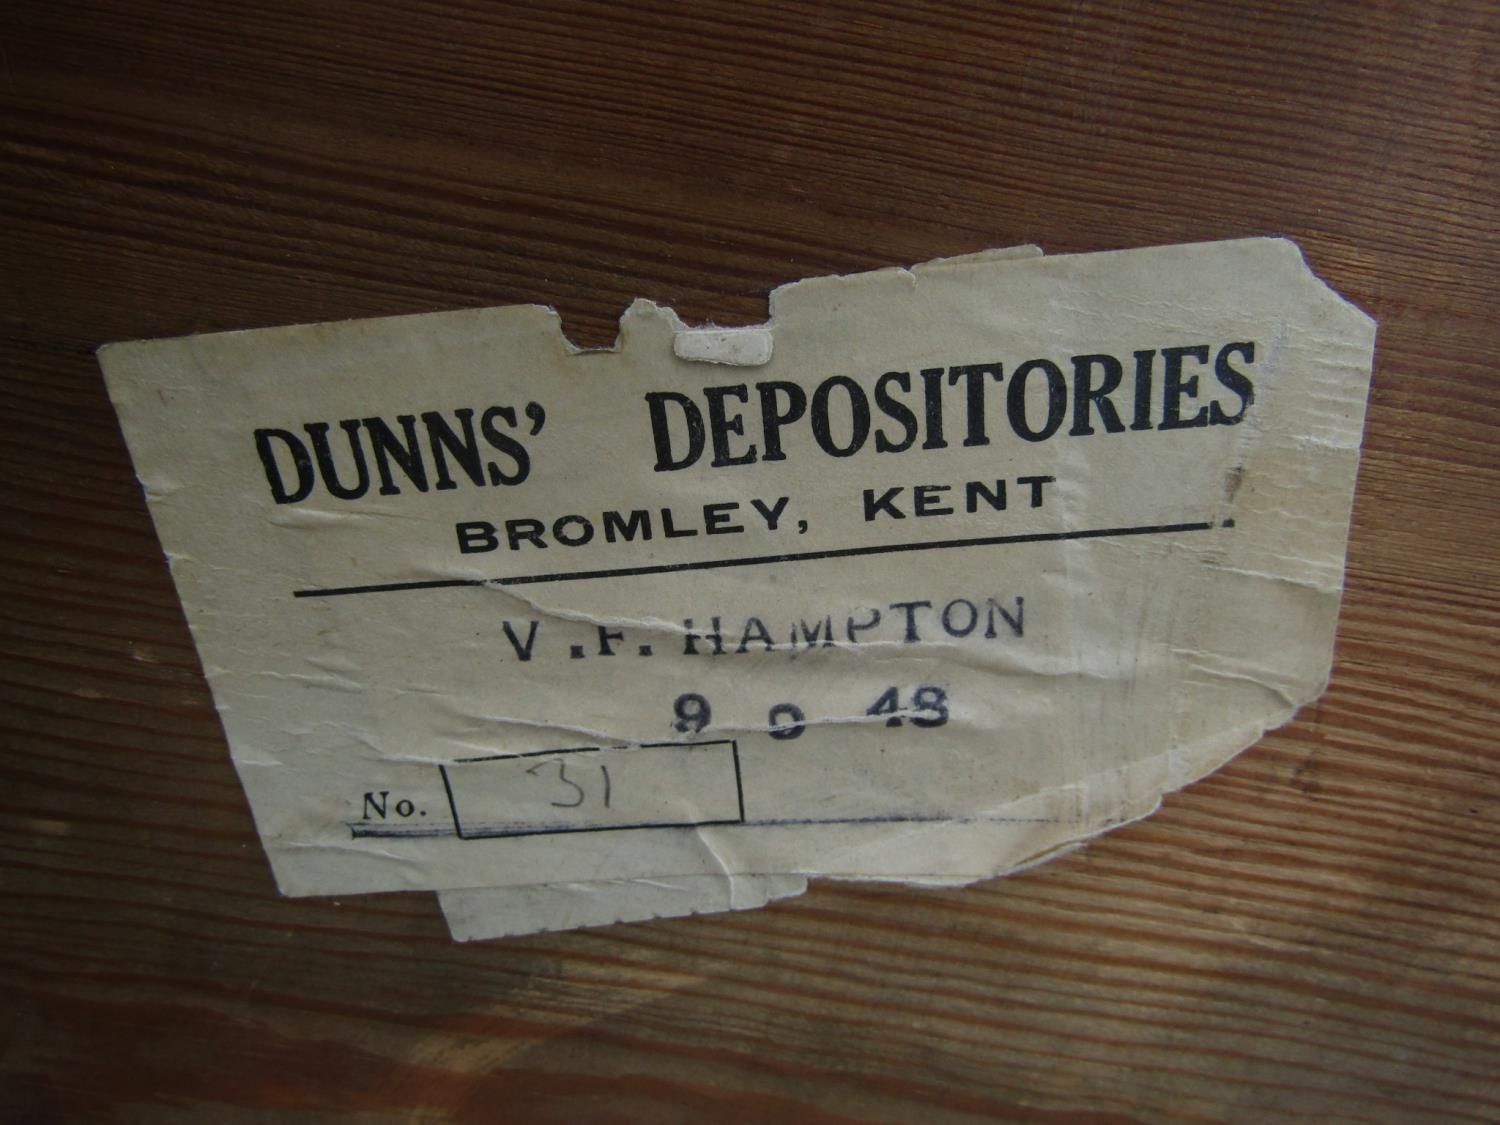 DUNNS' DEPOSITORIES
BROMLEY, KENT
V.F. HAMPTON
9 9 48
No. 31